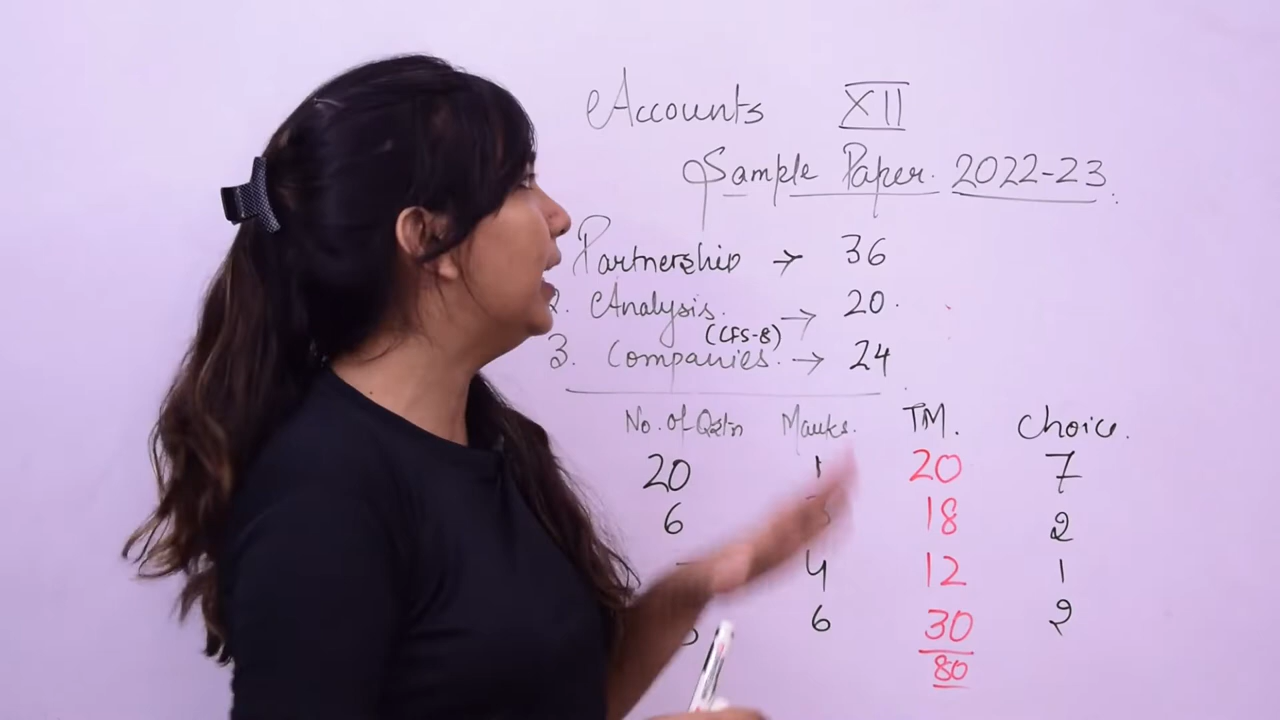 Accounts XII
Sample Paper. 2022-23.
Partnership → 36
2. Analysis. → 20.
(CFS-8)
3. Companies. → 24
No. of Qstn Marks. TM. Choice.
20 1 20 7
6 3 18 2
4 12 1
6 30 2
80